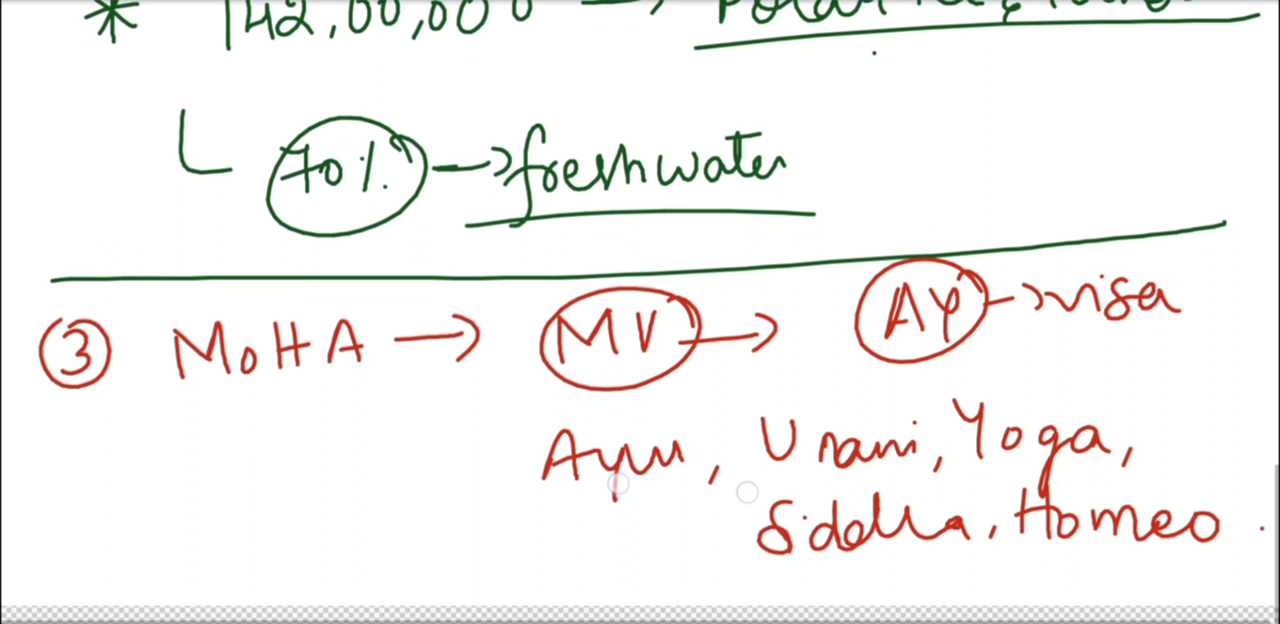 * 142,00,000 →
↳ 70% → freshwater
③ MoHA → MV → AY → visa
Ayu, Unani, Yoga,
Siddha, Homeo.